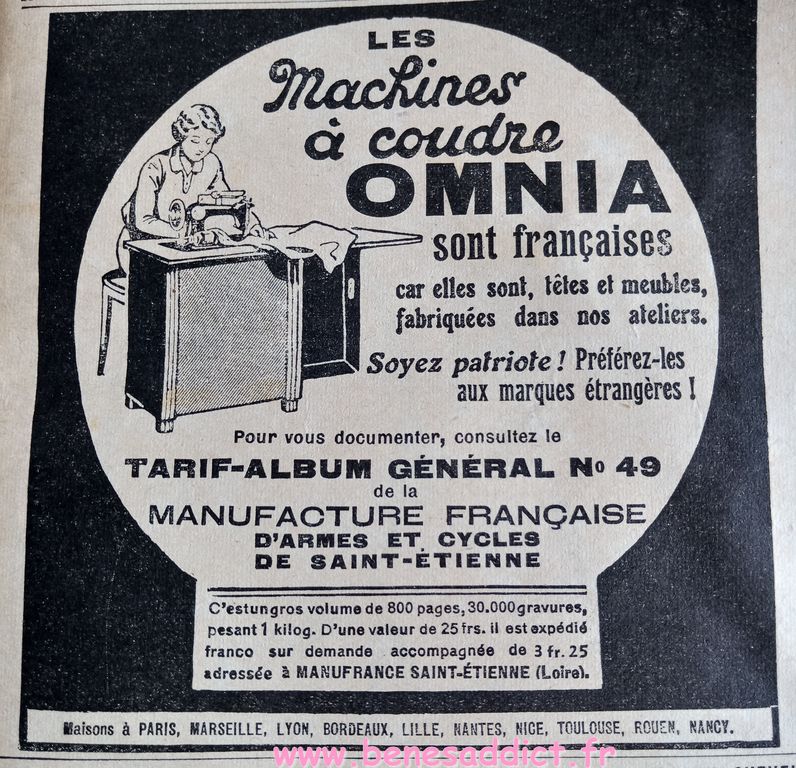 LES
Machines
à coudre
OMNIA
sont françaises
car elles sont, têtes et meubles,
fabriquées dans nos ateliers.
Soyez patriote ! Préférez-les
aux marques étrangères !
Pour vous documenter, consultez le
TARIF-ALBUM GÉNÉRAL No 49
de la
MANUFACTURE FRANÇAISE
D'ARMES ET CYCLES
DE SAINT-ÉTIENNE
C'estungros volume de 800 pages, 30.000gravures,
pesant 1 kilog. D'une valeur de 25 frs. il est expédié
franco sur demande accompagnée de 3 fr. 25
adressée à MANUFRANCE SAINT-ÉTIENNE (Loire).
Maisons à PARIS, MARSEILLE, LYON, BORDEAUX, LILLE, NANTES, NICE, TOULOUSE, ROUEN, NANCY.
www.benesaddict.fr